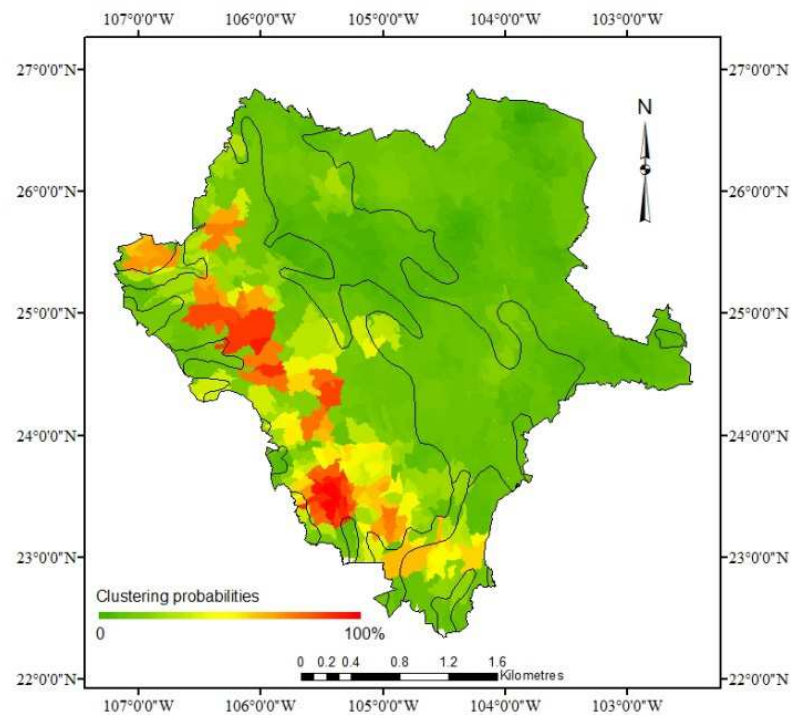 107°0'0"W 106°0'0"W 105°0'0"W 104°0'0"W 103°0'0"W
27°0'0"N 27°0'0"N
N
26°0'0"N 26°0'0"N
25°0'0"N 25°0'0"N
24°0'0"N 24°0'0"N
23°0'0"N 23°0'0"N
Clustering probabilities
0 100%
0 0.2 0.4 0.8 1.2 1.6
Kilometres
22°0'0"N 22°0'0"N
107°0'0"W 106°0'0"W 105°0'0"W 104°0'0"W 103°0'0"W